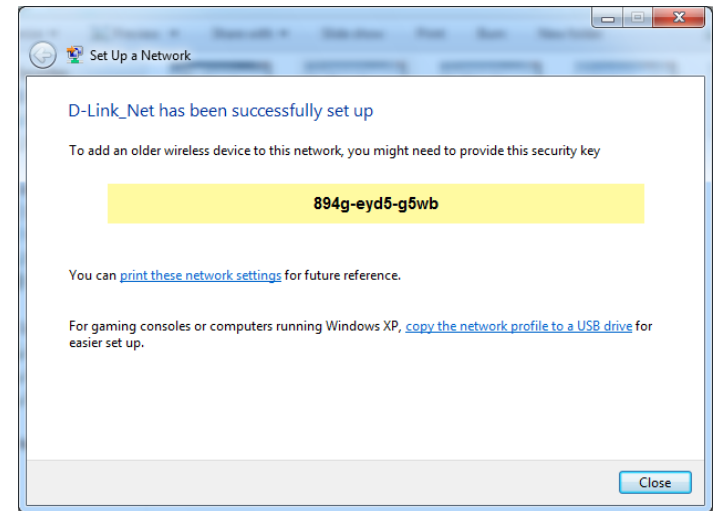 Set Up a Network
D-Link_Net has been successfully set up
To add an older wireless device to this network, you might need to provide this security key
894g-eyd5-g5wb
You can print these network settings for future reference.
For gaming consoles or computers running Windows XP, copy the network profile to a USB drive for
easier set up.
Close